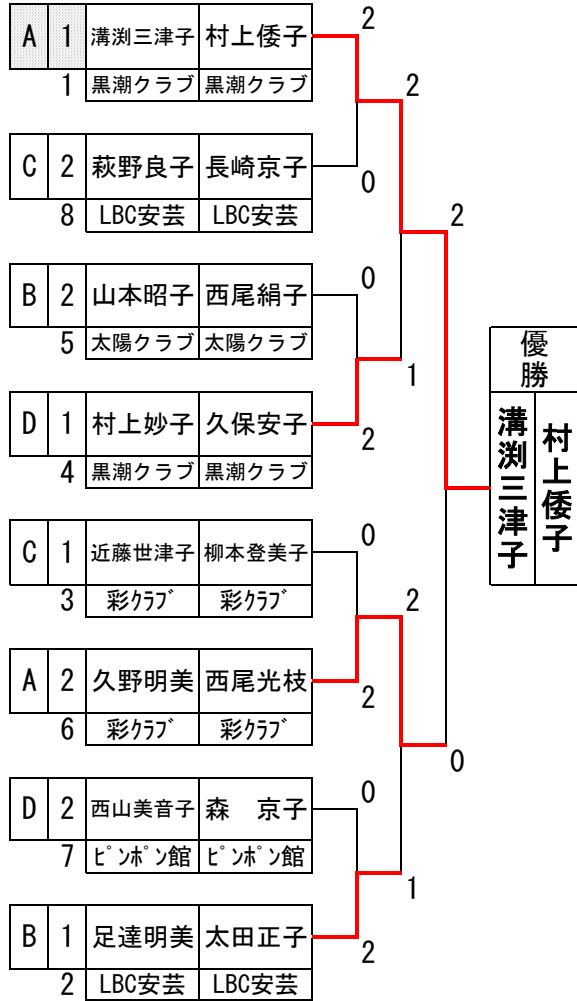 A 1 溝渕三津子 村上倭子
1 黒潮クラブ 黒潮クラブ
2
0
2
C 2 萩野良子 長崎京子
8 LBC安芸 LBC安芸
2
B 2 山本昭子 西尾絹子
5 太陽クラブ 太陽クラブ
0
2
1
D 1 村上妙子 久保安子
4 黒潮クラブ 黒潮クラブ
優勝
溝渕三津子
村上倭子
C 1 近藤世津子 柳本登美子
3 彩ｸﾗﾌﾞ 彩ｸﾗﾌﾞ
0
2
2
A 2 久野明美 西尾光枝
6 彩ｸﾗﾌﾞ 彩ｸﾗﾌﾞ
0
D 2 西山美音子 森　京子
7 ﾋﾟﾝﾎﾟﾝ館 ﾋﾟﾝﾎﾟﾝ館
0
2
1
B 1 足達明美 太田正子
2 LBC安芸 LBC安芸